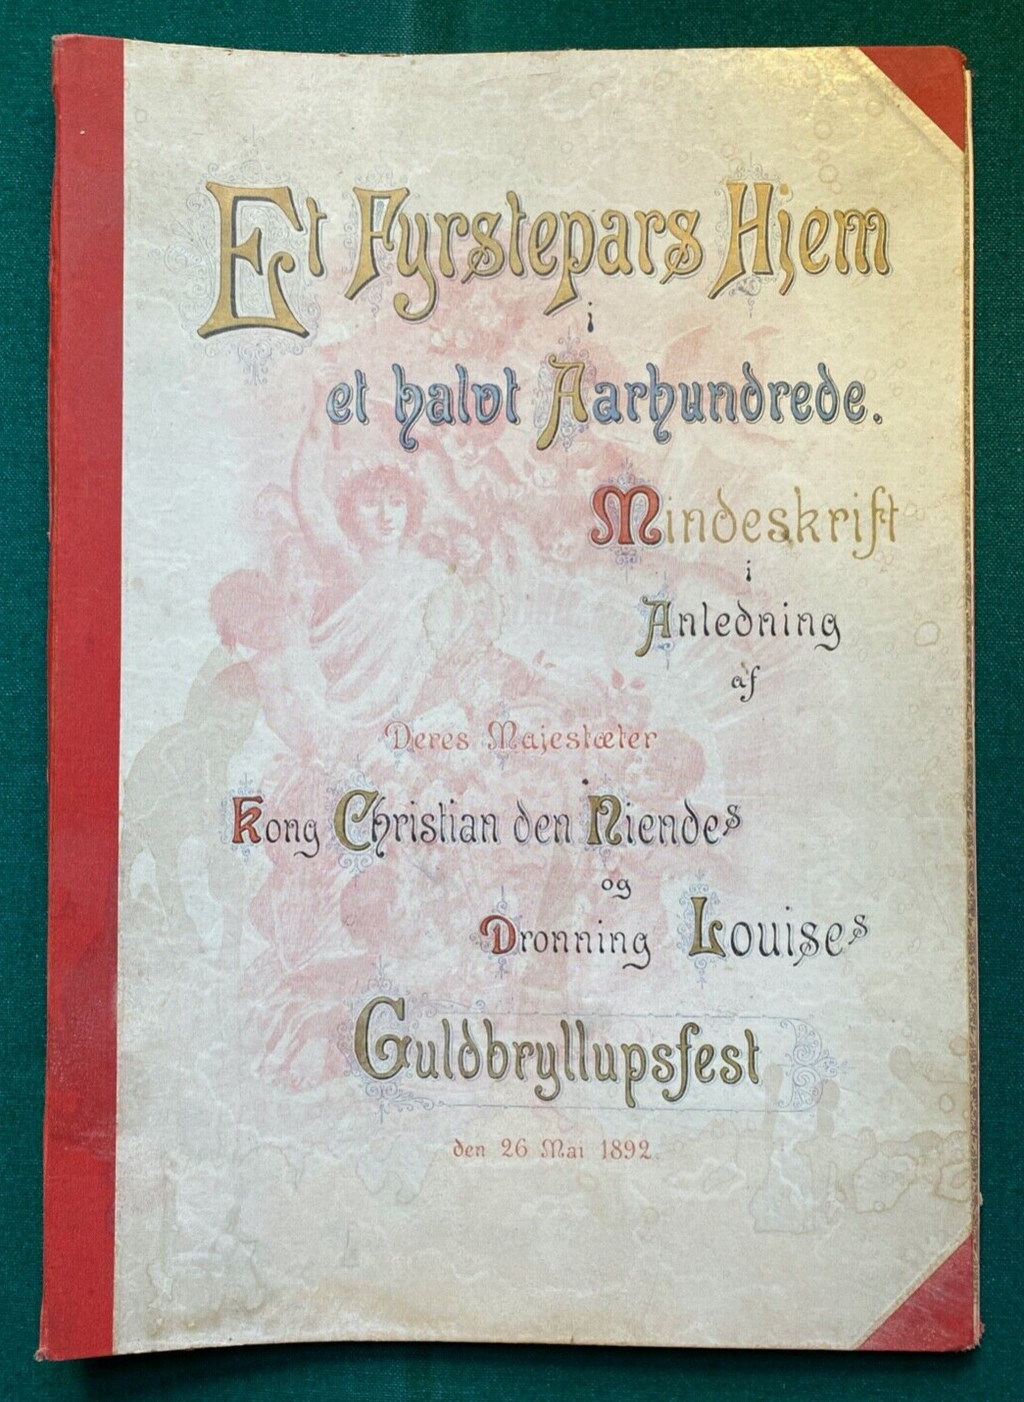 Et Fyrstepars Hjem
i
et halvt Aarhundrede.
Mindeskrift
i
Anledning
af
Deres Majestæter
Kong Christian den Niendes
og
Dronning Louises
Guldbryllupsfest
den 26 Mai 1892.